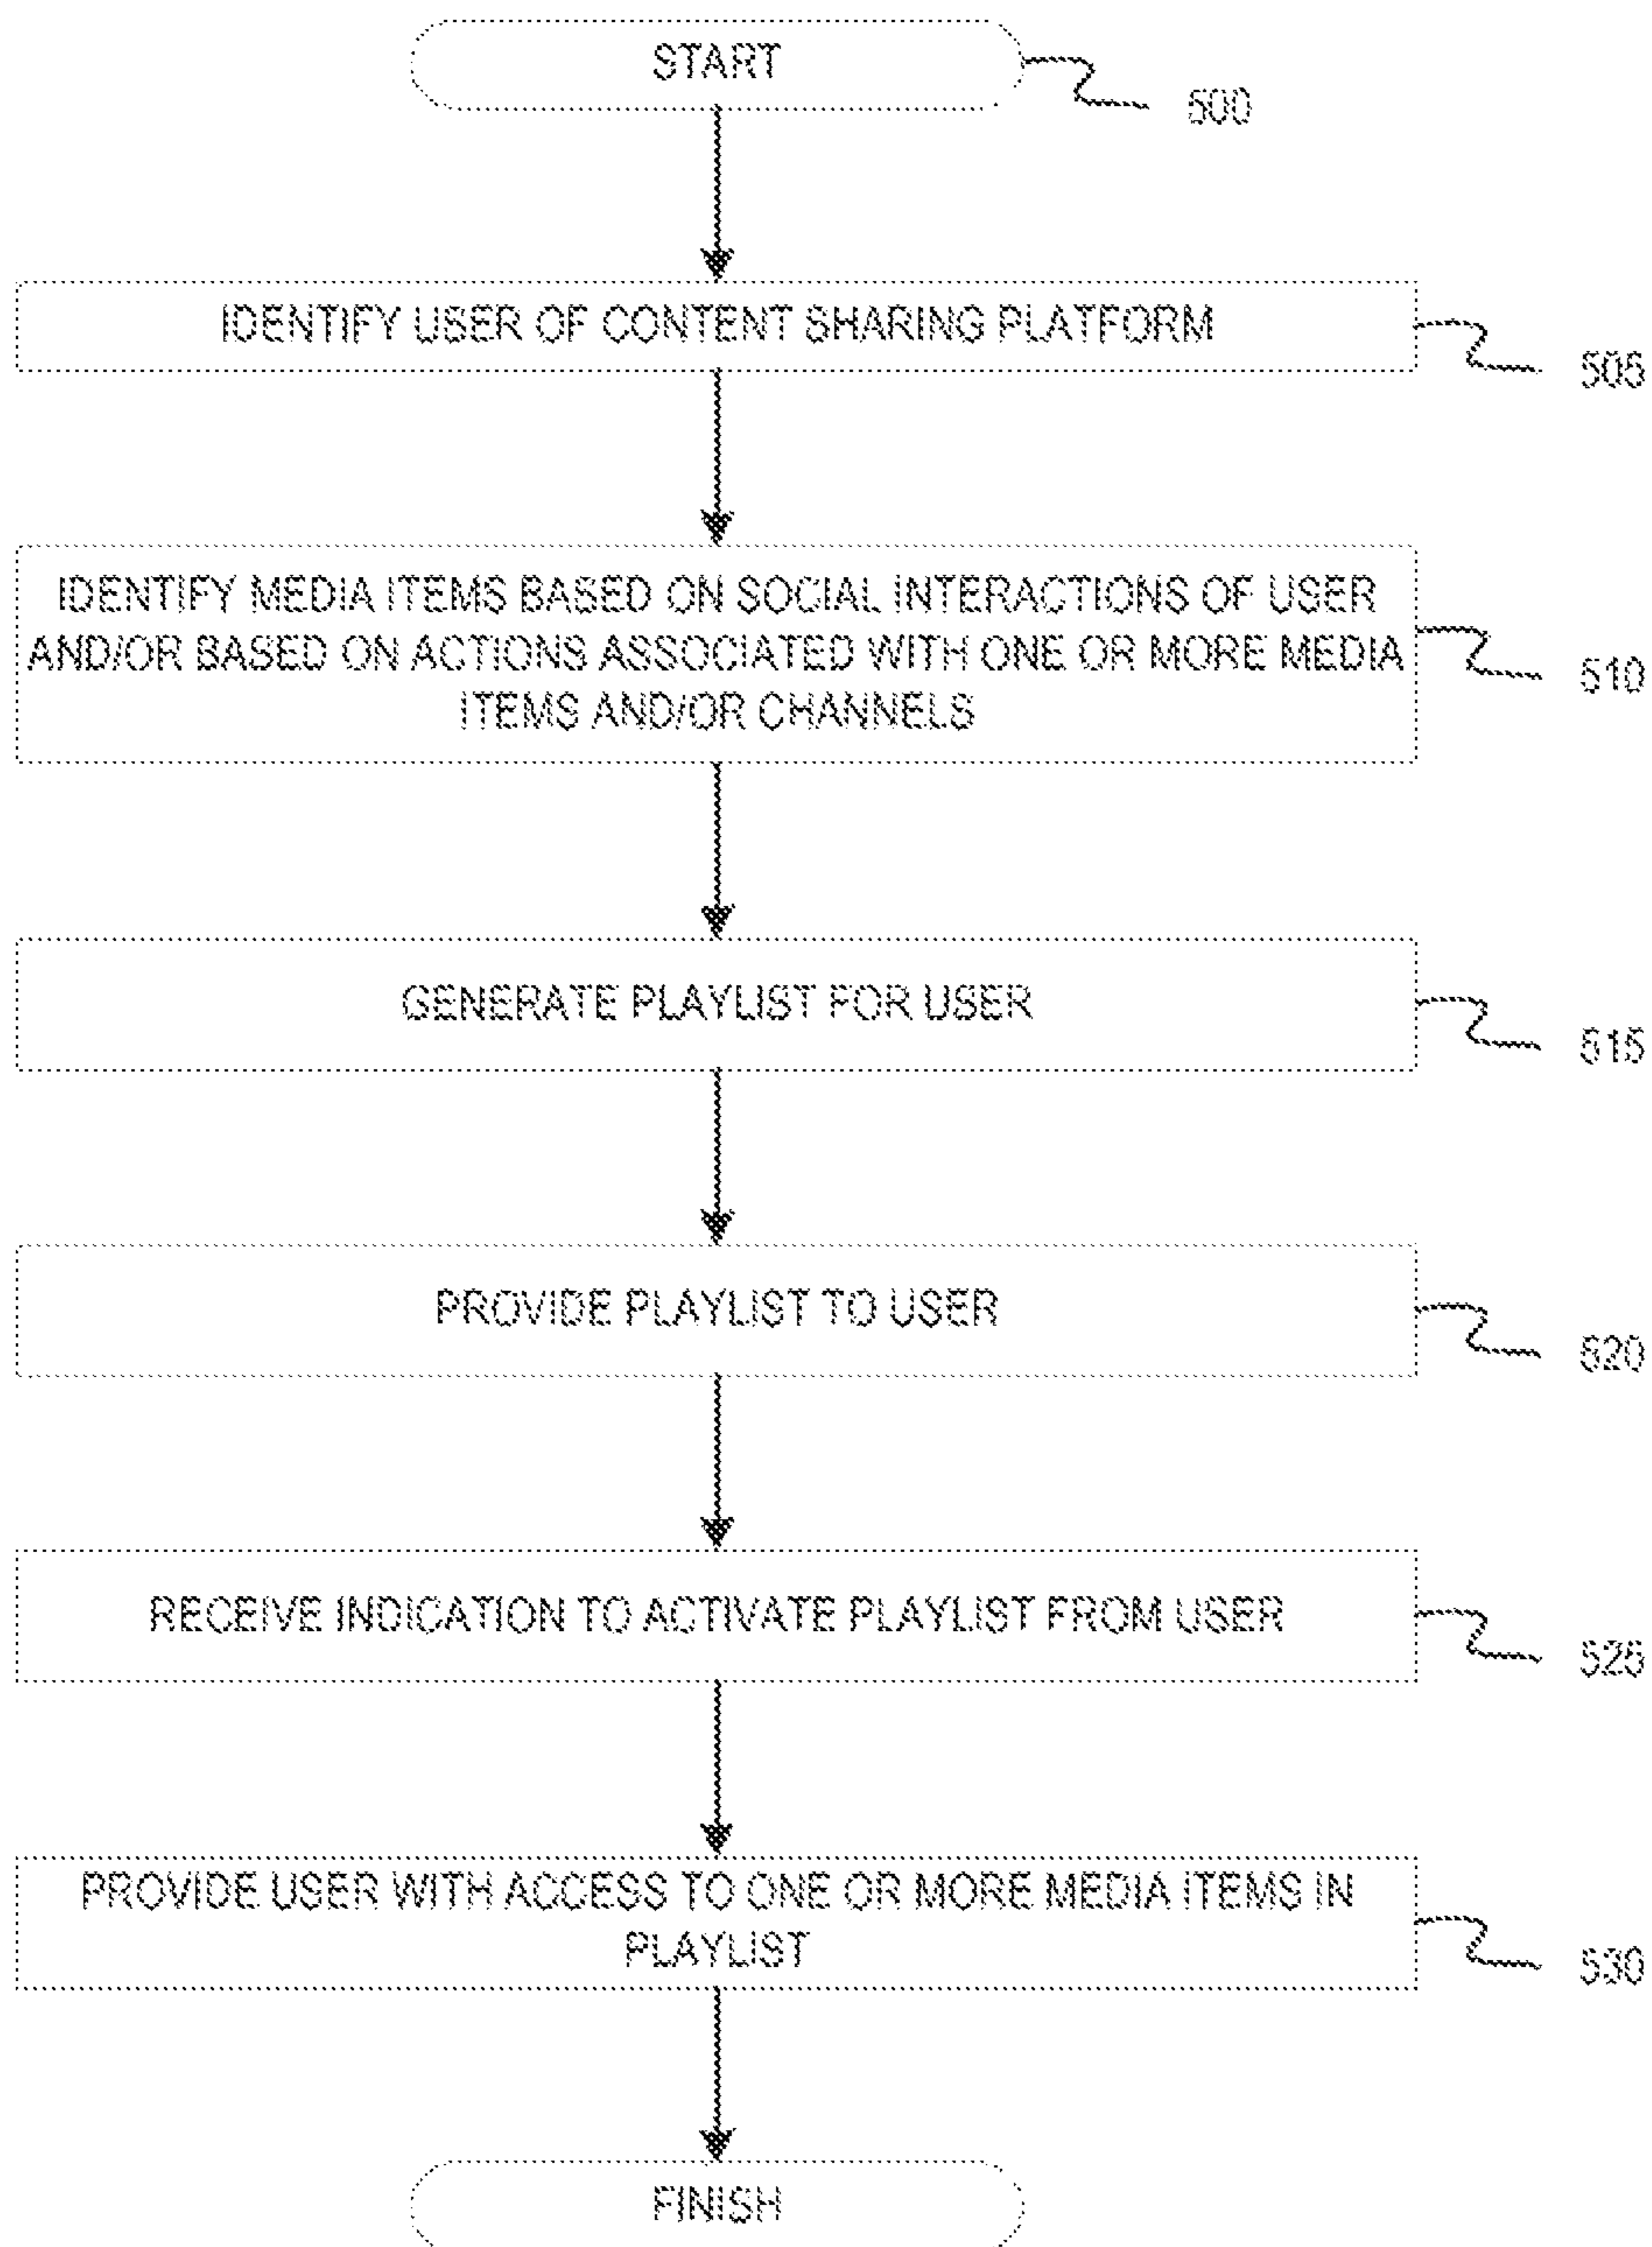 START
500
IDENTIFY USER OF CONTENT SHARING PLATFORM
505
IDENTIFY MEDIA ITEMS BASED ON SOCIAL INTERACTIONS OF USER
AND/OR BASED ON ACTIONS ASSOCIATED WITH ONE OR MORE MEDIA
ITEMS AND/OR CHANNELS
510
GENERATE PLAYLIST FOR USER
515
PROVIDE PLAYLIST TO USER
520
RECEIVE INDICATION TO ACTIVATE PLAYLIST FROM USER
525
PROVIDE USER WITH ACCESS TO ONE OR MORE MEDIA ITEMS IN
PLAYLIST
530
FINISH